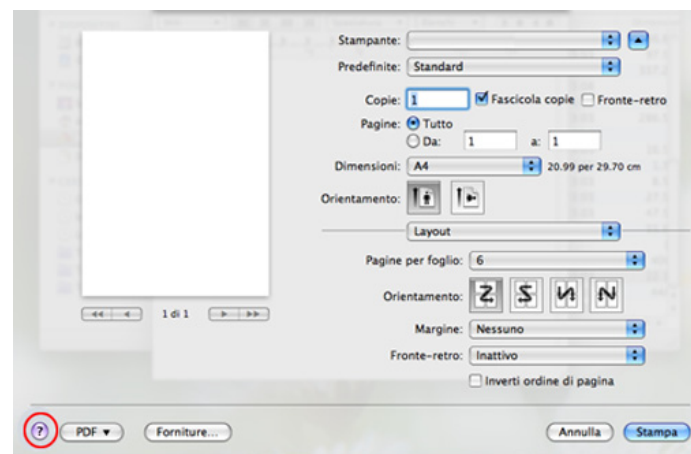 Stampante:
Predefinite: Standard
Copie: 1 Fascicola copie Fronte-retro
Pagine: Tutto
Da: 1 a: 1
Dimensioni: A4 20.99 per 29.70 cm
Orientamento:
Layout
Pagine per foglio: 6
Orientamento:
Margine: Nessuno
Fronte-retro: Inattivo
Inverti ordine di pagina
1 di 1
? PDF ▼ Forniture... Annulla Stampa